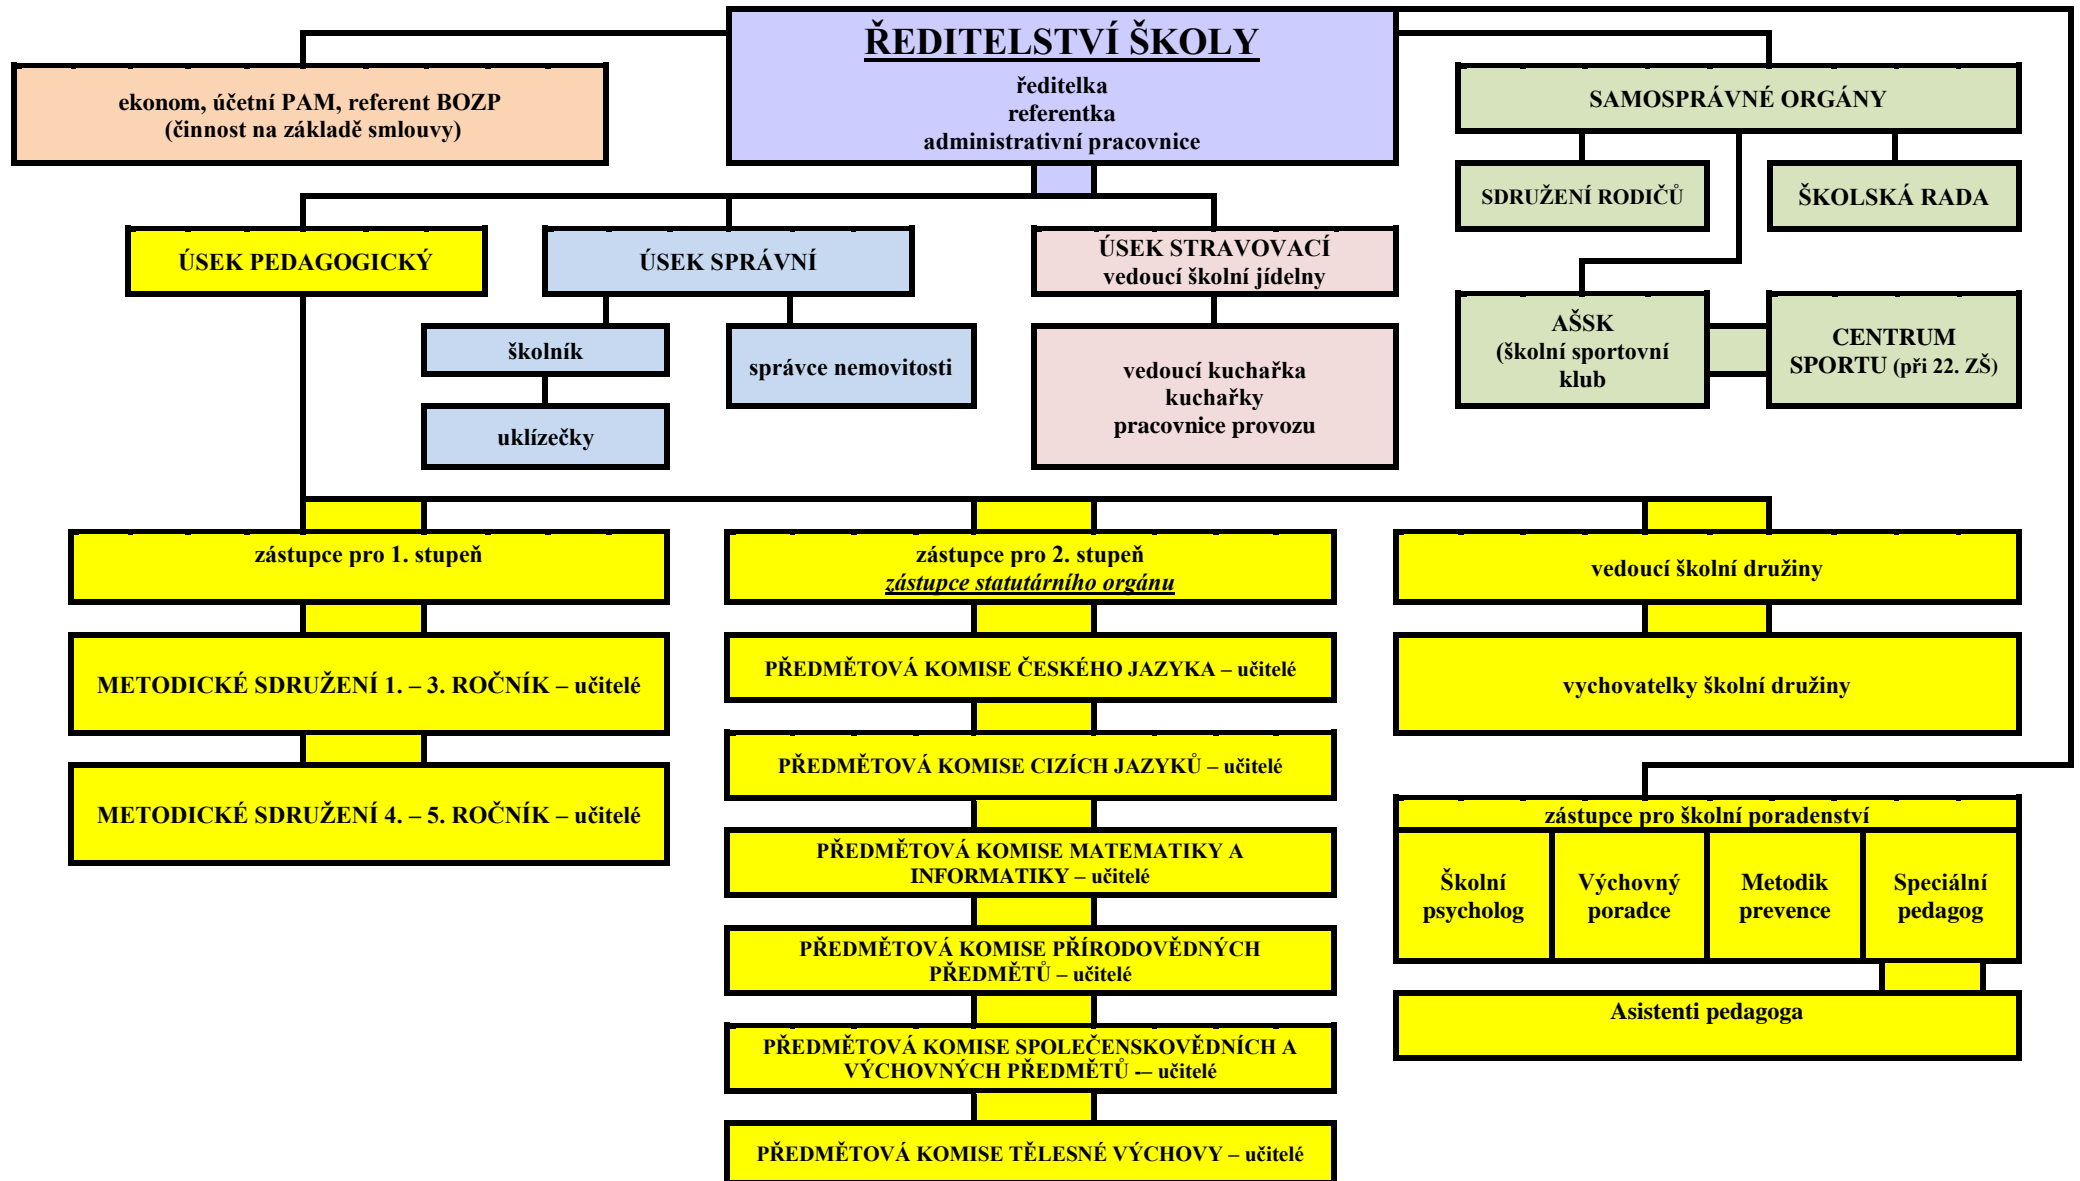 ŘEDITELSTVÍ ŠKOLY
ředitelka
referentka
administrativní pracovnice
ekonom, účetní PAM, referent BOZP
(činnost na základě smlouvy)
SAMOSPRÁVNÉ ORGÁNY
SDRUŽENÍ RODIČŮ
ŠKOLSKÁ RADA
AŠSK
(školní sportovní
klub
CENTRUM
SPORTU (při 22. ZŠ)
ÚSEK PEDAGOGICKÝ
ÚSEK SPRÁVNÍ
ÚSEK STRAVOVACÍ
vedoucí školní jídelny
školník
uklízečky
správce nemovitosti
vedoucí kuchařka
kuchařky
pracovnice provozu
zástupce pro 1. stupeň
METODICKÉ SDRUŽENÍ 1. – 3. ROČNÍK – učitelé
METODICKÉ SDRUŽENÍ 4. – 5. ROČNÍK – učitelé
zástupce pro 2. stupeň
zástupce statutárního orgánu
PŘEDMĚTOVÁ KOMISE ČESKÉHO JAZYKA – učitelé
PŘEDMĚTOVÁ KOMISE CIZÍCH JAZYKŮ – učitelé
PŘEDMĚTOVÁ KOMISE MATEMATIKY A
INFORMATIKY – učitelé
PŘEDMĚTOVÁ KOMISE PŘÍRODOVĚDNÝCH
PŘEDMĚTŮ – učitelé
PŘEDMĚTOVÁ KOMISE SPOLEČENSKOVĚDNÍCH A
VÝCHOVNÝCH PŘEDMĚTŮ -– učitelé
PŘEDMĚTOVÁ KOMISE TĚLESNÉ VÝCHOVY – učitelé
vedoucí školní družiny
vychovatelky školní družiny
zástupce pro školní poradenství
Školní
psycholog
Výchovný
poradce
Metodik
prevence
Speciální
pedagog
Asistenti pedagoga